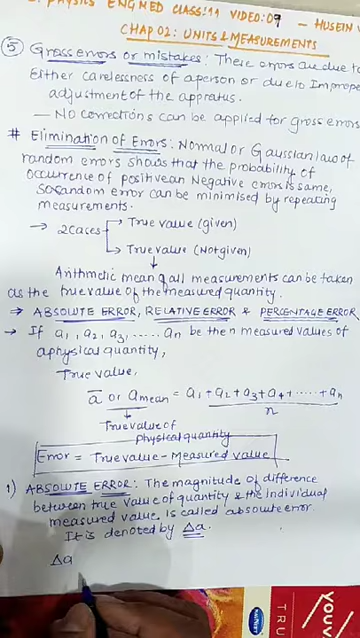 PHYSICS ENGMED CLASS:11 VIDEO:07 - HUSEIN
CHAP 02: UNITS & MEASUREMENTS
5 Gross errors or mistakes: These errors are due to
Either carelessness of a person or due to Improper
adjustment of the apparatus.
- No corrections can be applied for gross errors
# Elimination of Errors: Normal or Gaussian law of
random errors shows that the probability of
occurrence of positive an Negative error is same,
So random error can be minimised by repeating
measurements.
→ 2 Cases → True value (given)
→ True value (Not given)
Arithmetic mean of all measurements can be taken
as the true value of the measured quantity.
→ ABSOLUTE ERROR, RELATIVE ERROR & PERCENTAGE ERROR
→ If a₁, a₂, a₃, ..... an be the n measured values of
a physical quantity,
True value,
a̅ or amean = a₁+a₂+a₃+a₄+.....+an
n
True value of
physical quantity
Error = True value - Measured value
1) ABSOLUTE ERROR: The magnitude of difference
between true value of quantity & the individual
measured value is called absolute error.
It is denoted by Δa.
Δa
TRU